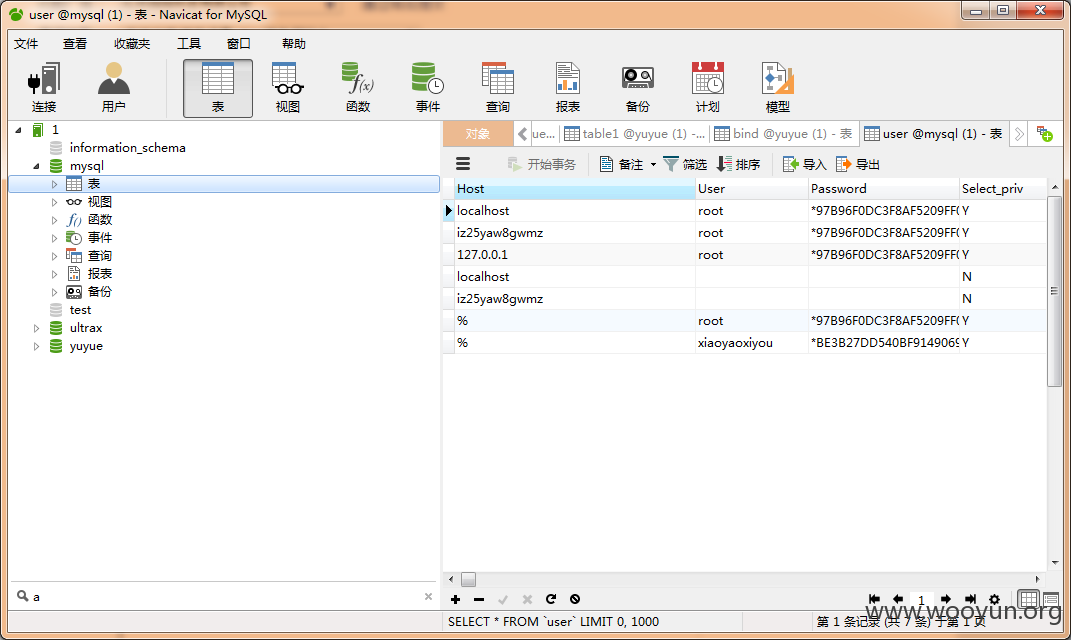 user @mysql (1) - 表 - Navicat for MySQL
文件 查看 收藏夹 工具 窗口 帮助
连接 用户 表 视图 函数 事件 查询 报表 备份 计划 模型
1
information_schema
mysql
表
视图
函数
事件
查询
报表
备份
test
ultrax
yuyue
a
对象 ue... table1 @yuyue (1) -... bind @yuyue (1) - 表 user @mysql (1) - 表
开始事务 备注 筛选 排序 导入 导出
Host User Password Select_priv
localhost root *97B96F0DC3F8AF5209FF( Y
iz25yaw8gwmz root *97B96F0DC3F8AF5209FF( Y
127.0.0.1 root *97B96F0DC3F8AF5209FF( Y
localhost N
iz25yaw8gwmz N
% root *97B96F0DC3F8AF5209FF( Y
% xiaoyaoxiyou *BE3B27DD540BF9149069 Y
1
SELECT * FROM `user` LIMIT 0, 1000 第 1 条记录 (共 7 条) 于第 1 页
www.wooyun.org